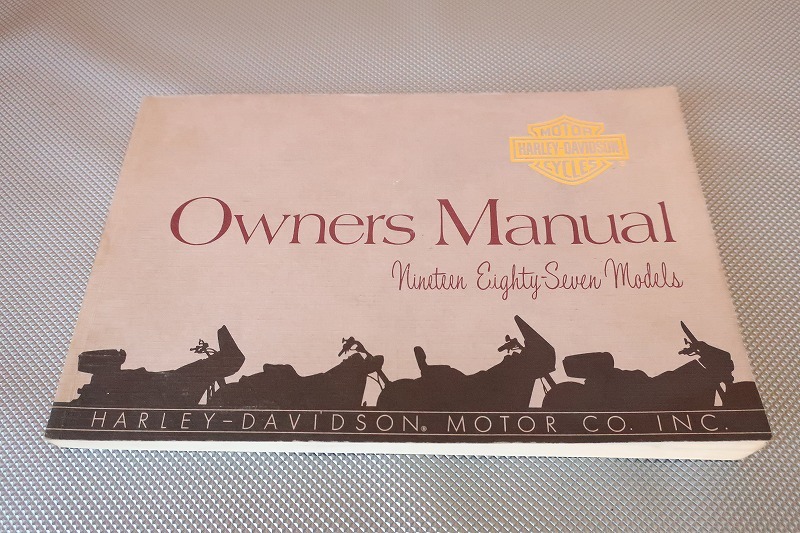 MOTOR
HARLEY-DAVIDSON
CYCLES
Owners Manual
Nineteen Eighty-Seven Models
HARLEY-DAVIDSON® MOTOR CO. INC.